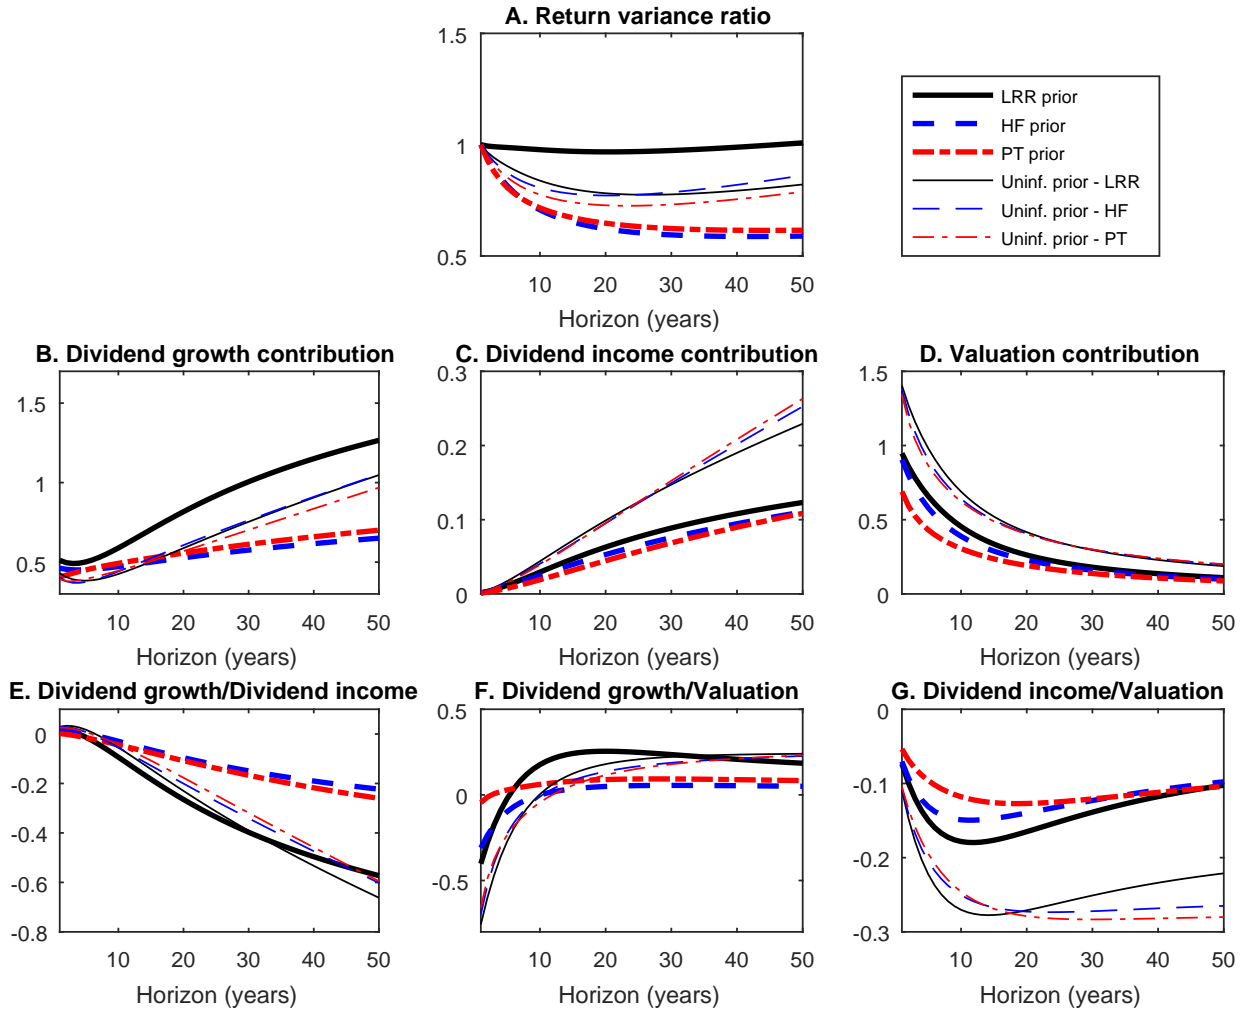 A. Return variance ratio
1.5
1
0.5
10 20 30 40 50
Horizon (years)
LRR prior
HF prior
PT prior
Uninf. prior - LRR
Uninf. prior - HF
Uninf. prior - PT
B. Dividend growth contribution
1.5
1
0.5
10 20 30 40 50
Horizon (years)
C. Dividend income contribution
0.3
0.2
0.1
0
10 20 30 40 50
Horizon (years)
D. Valuation contribution
1.5
1
0.5
0
10 20 30 40 50
Horizon (years)
E. Dividend growth/Dividend income
0
-0.2
-0.4
-0.6
-0.8
10 20 30 40 50
Horizon (years)
F. Dividend growth/Valuation
0.5
0
-0.5
10 20 30 40 50
Horizon (years)
G. Dividend income/Valuation
0
-0.1
-0.2
-0.3
10 20 30 40 50
Horizon (years)